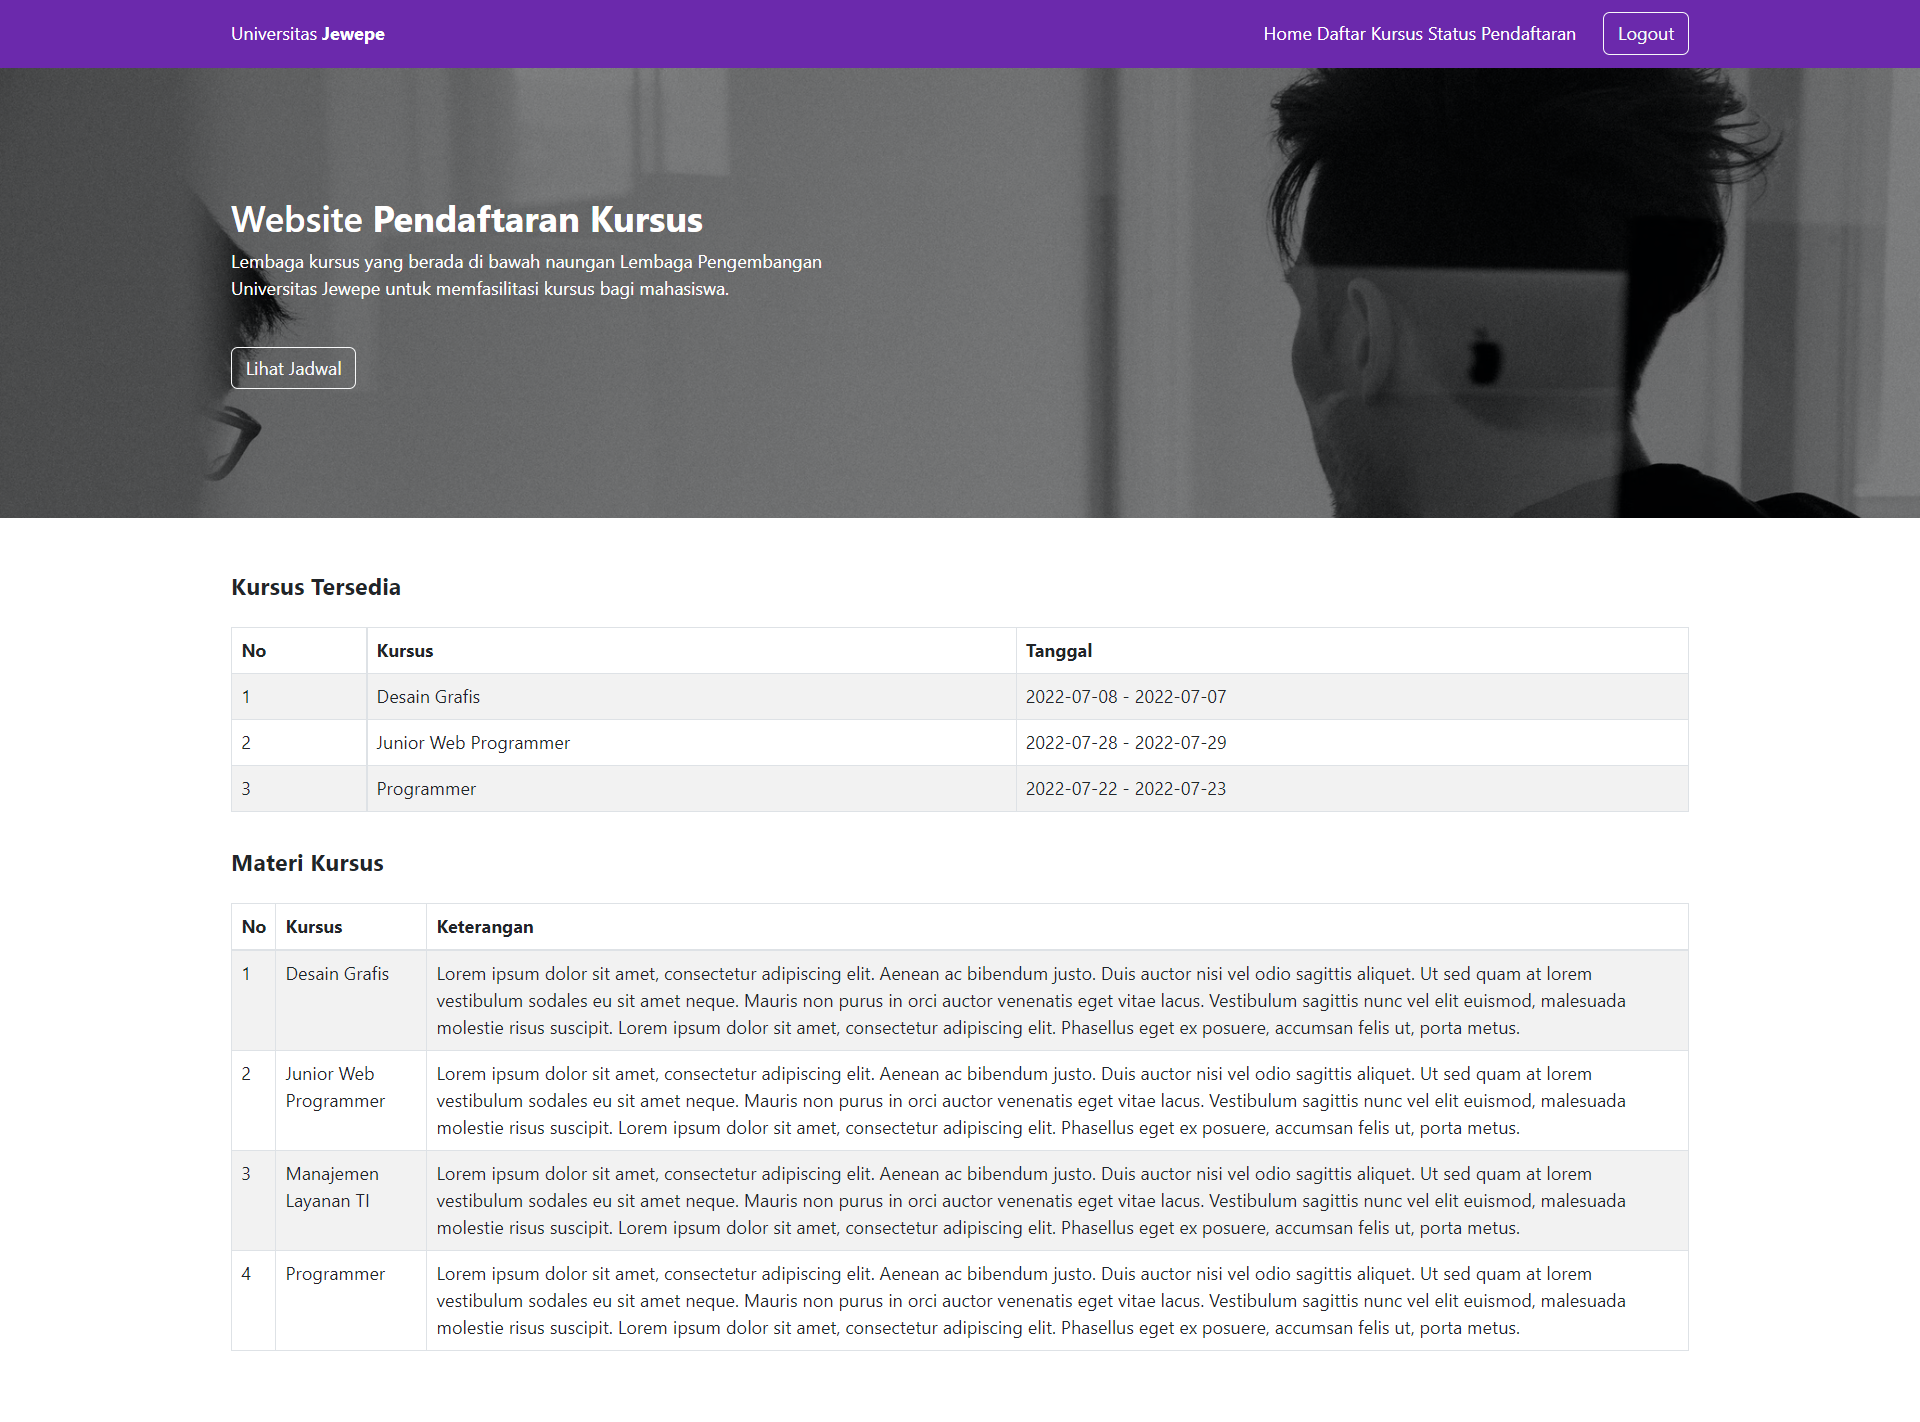 Universitas Jewepe
Home Daftar Kursus Status Pendaftaran Logout
Website Pendaftaran Kursus
Lembaga kursus yang berada di bawah naungan Lembaga Pengembangan
Universitas Jewepe untuk memfasilitasi kursus bagi mahasiswa.
Lihat Jadwal
Kursus Tersedia
No Kursus Tanggal
1 Desain Grafis 2022-07-08 - 2022-07-07
2 Junior Web Programmer 2022-07-28 - 2022-07-29
3 Programmer 2022-07-22 - 2022-07-23
Materi Kursus
No Kursus Keterangan
1 Desain Grafis Lorem ipsum dolor sit amet, consectetur adipiscing elit. Aenean ac bibendum justo. Duis auctor nisi vel odio sagittis aliquet. Ut sed quam at lorem
vestibulum sodales eu sit amet neque. Mauris non purus in orci auctor venenatis eget vitae lacus. Vestibulum sagittis nunc vel elit euismod, malesuada
molestie risus suscipit. Lorem ipsum dolor sit amet, consectetur adipiscing elit. Phasellus eget ex posuere, accumsan felis ut, porta metus.
2 Junior Web Lorem ipsum dolor sit amet, consectetur adipiscing elit. Aenean ac bibendum justo. Duis auctor nisi vel odio sagittis aliquet. Ut sed quam at lorem
Programmer vestibulum sodales eu sit amet neque. Mauris non purus in orci auctor venenatis eget vitae lacus. Vestibulum sagittis nunc vel elit euismod, malesuada
molestie risus suscipit. Lorem ipsum dolor sit amet, consectetur adipiscing elit. Phasellus eget ex posuere, accumsan felis ut, porta metus.
3 Manajemen Lorem ipsum dolor sit amet, consectetur adipiscing elit. Aenean ac bibendum justo. Duis auctor nisi vel odio sagittis aliquet. Ut sed quam at lorem
Layanan TI vestibulum sodales eu sit amet neque. Mauris non purus in orci auctor venenatis eget vitae lacus. Vestibulum sagittis nunc vel elit euismod, malesuada
molestie risus suscipit. Lorem ipsum dolor sit amet, consectetur adipiscing elit. Phasellus eget ex posuere, accumsan felis ut, porta metus.
4 Programmer Lorem ipsum dolor sit amet, consectetur adipiscing elit. Aenean ac bibendum justo. Duis auctor nisi vel odio sagittis aliquet. Ut sed quam at lorem
vestibulum sodales eu sit amet neque. Mauris non purus in orci auctor venenatis eget vitae lacus. Vestibulum sagittis nunc vel elit euismod, malesuada
molestie risus suscipit. Lorem ipsum dolor sit amet, consectetur adipiscing elit. Phasellus eget ex posuere, accumsan felis ut, porta metus.